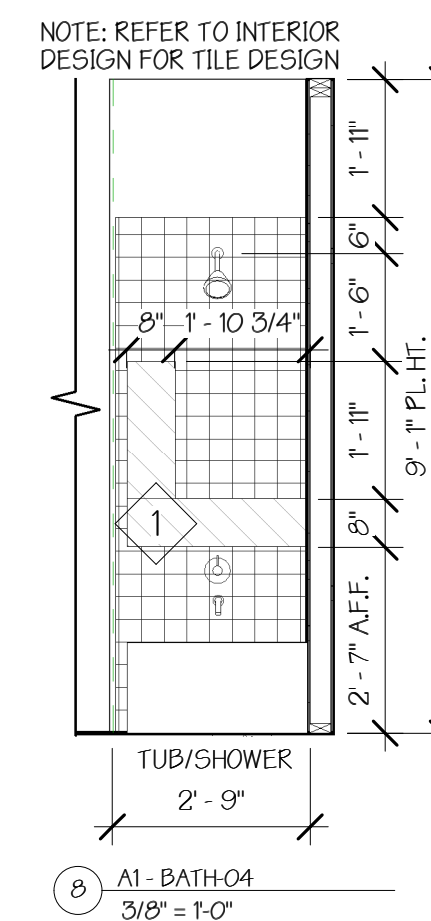 NOTE: REFER TO INTERIOR
DESIGN FOR TILE DESIGN
1' - 11"
6"
8"
1' - 10 3/4"
1' - 6"
9' - 1" PL. HT.
1' - 11"
1
8"
2' - 7" A.F.F.
TUB/SHOWER
2' - 9"
8
A1 - BATH-04
3/8" = 1'-0"